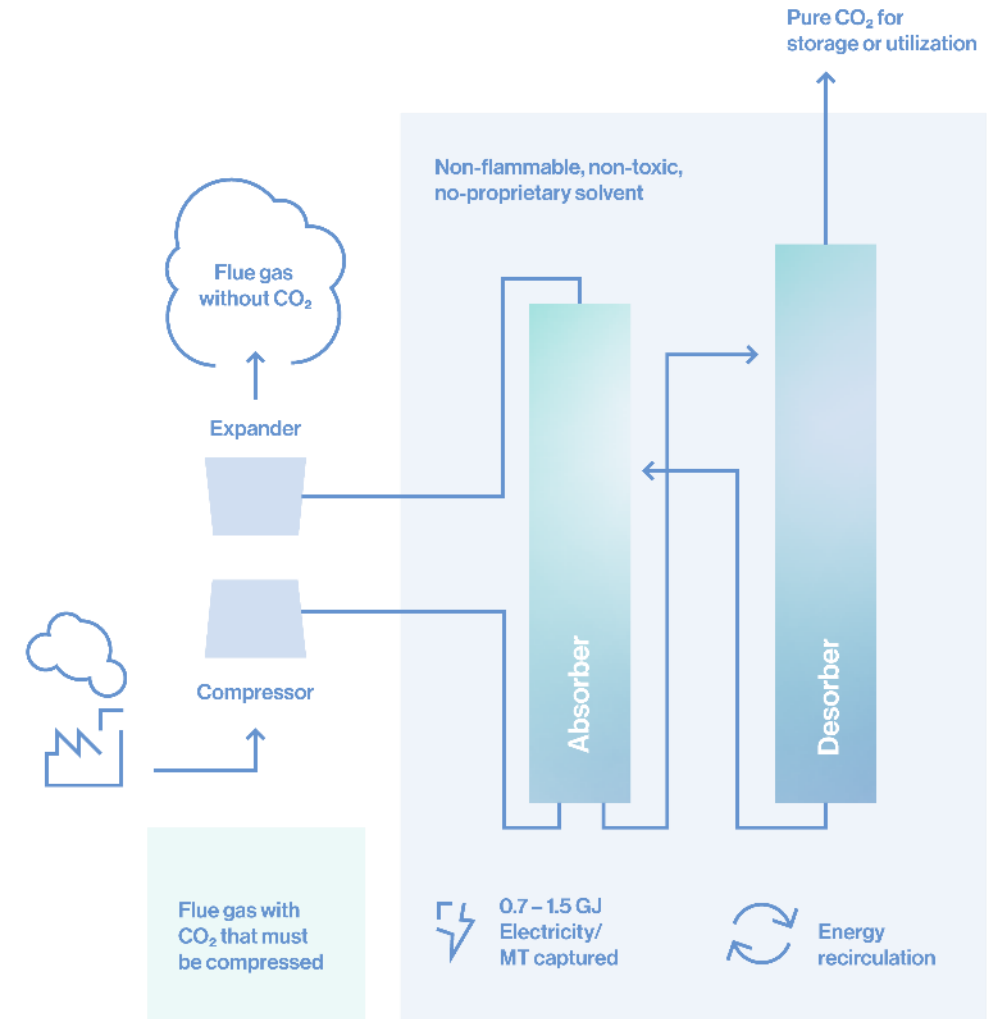 Pure CO₂ for
storage or utilization
Non-flammable, non-toxic,
no-proprietary solvent
Flue gas
without CO₂
Expander
Compressor
Absorber
Desorber
Flue gas with
CO₂ that must
be compressed
0.7 – 1.5 GJ
Electricity/
MT captured
Energy
recirculation